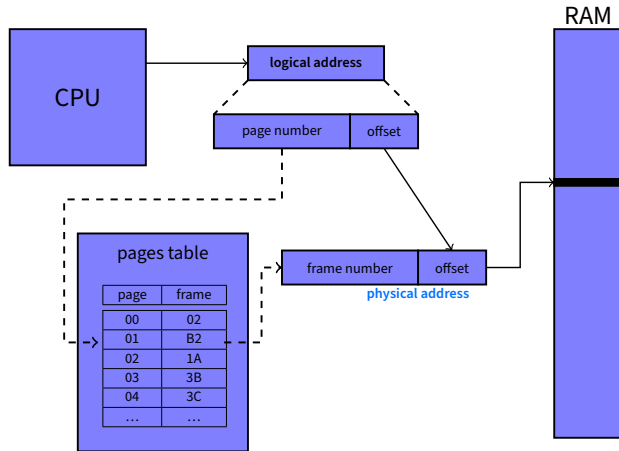 RAM
CPU
logical address
page number offset
pages table
frame number offset
physical address
page frame
00 02
01 B2
02 1A
03 3B
04 3C
... ...